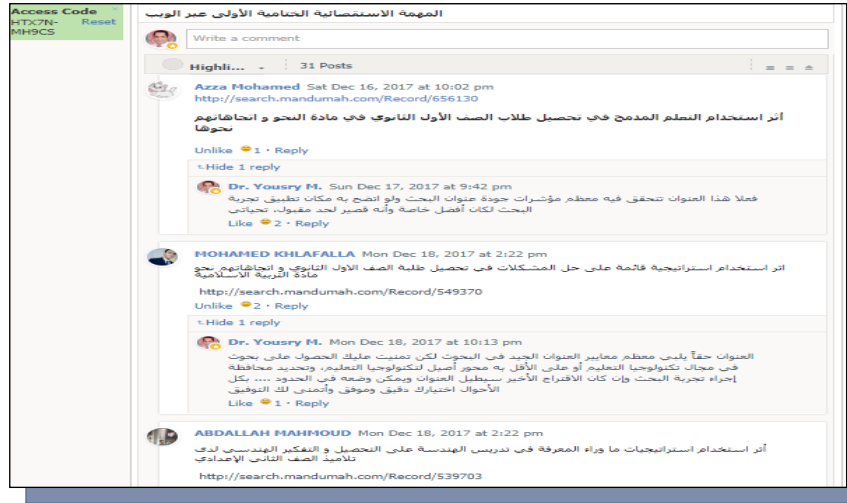 Access Code
HTX7N-MH9CS
Reset
المهمة الاستقصائية الختامية الأولى عبر الويب
Write a comment
Highli...
31 Posts
Azza Mohamed Sat Dec 16, 2017 at 10:02 pm
http://search.mandumah.com/Record/656130
أثر استخدام التعلم المدمج في تحصيل طلاب الصف الأول الثانوي في مادة النحو و اتجاهاتهم
نحوها
Unlike 1 · Reply
Hide 1 reply
Dr. Yousry M. Sun Dec 17, 2017 at 9:42 pm
فعلا هذا العنوان تتحقق فيه معظم مؤشرات جودة عنوان البحث ولو اتضح به مكان تطبيق تجربة
البحث لكان أفضل خاصة وأنه قصير لحد مقبول، تحياتي
Like 2 · Reply
MOHAMED KHLAFALLA Mon Dec 18, 2017 at 2:22 pm
اثر استخدام استراتيجية قائمة على حل المشكلات في تحصيل طلبة الصف الاول الثانوي و اتجاهاتهم نحو
مادة التربية الاسلامية
http://search.mandumah.com/Record/549370
Unlike 2 · Reply
Hide 1 reply
Dr. Yousry M. Mon Dec 18, 2017 at 10:13 pm
العنوان حقاً يلبي معظم معايير العنوان الجيد في البحوث لكن تمنيت عليك الحصول على بحوث
في مجال تكنولوجيا التعليم أو على الأقل به محور أصيل لتكنولوجيا التعليم، وتحديد محافظة
إجراء تجربة البحث وإن كان الاقتراح الأخير سيطيل العنوان ويمكن وضعه في الحدود .... بكل
الأحوال اختيارك دقيق وموفق وأتمنى لك التوفيق
Like 1 · Reply
ABDALLAH MAHMOUD Mon Dec 18, 2017 at 2:22 pm
أثر استخدام استراتيجيات ما وراء المعرفة في تدريس الهندسة على التحصيل و التفكير الهندسي لدى
تلاميذ الصف الثاني الإعدادي
http://search.mandumah.com/Record/539703